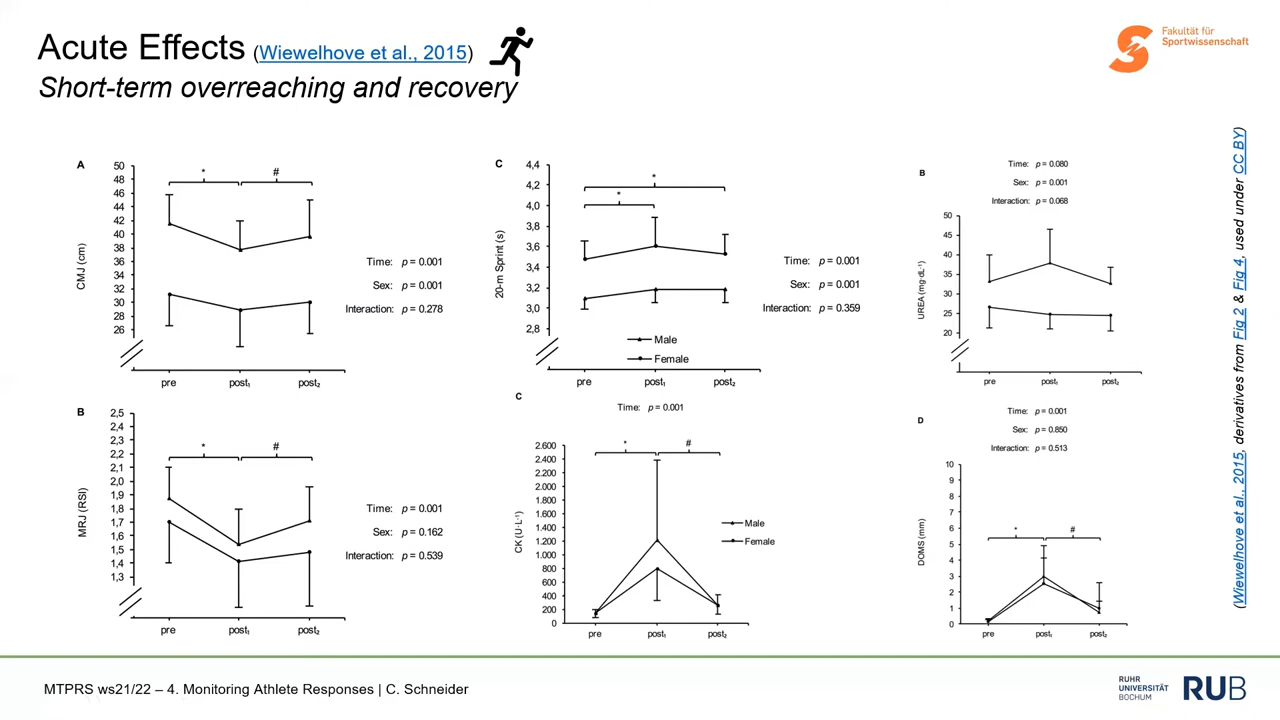 Acute Effects (Wiewelhove et al., 2015)
Short-term overreaching and recovery
Fakultät für
Sportwissenschaft
A
50
48
46
44
42
40
38
36
34
32
30
28
26
CMJ (cm)
* #
pre post₁ post₂
Time: p = 0.001
Sex: p = 0.001
Interaction: p = 0.278
C
4,4
4,2
4,0
3,8
3,6
3,4
3,2
3,0
2,8
20-m Sprint (s)
*
*
Male
Female
pre post₁ post₂
Time: p = 0.001
Sex: p = 0.001
Interaction: p = 0.359
B
Time: p = 0.080
Sex: p = 0.001
Interaction: p = 0.068
50
45
40
35
30
25
20
UREA (mg·dL⁻¹)
pre post₁ post₂
B
2,5
2,4
2,3
2,2
2,1
1,9
1,8
1,7
1,6
1,5
1,4
1,3
MRJ (RSI)
* #
pre post₁ post₂
Time: p = 0.001
Sex: p = 0.162
Interaction: p = 0.539
C
Time: p = 0.001
2.600
2.400
2.200
2.000
1.800
1.600
1.400
1.200
1.000
800
600
400
200
0
CK (U·L⁻¹)
* #
Male
Female
pre post₁ post₂
D
Time: p = 0.001
Sex: p = 0.850
Interaction: p = 0.513
10
9
8
7
6
5
4
3
2
1
0
DOMS (mm)
* #
pre post₁ post₂
(Wiewelhove et al., 2015, derivatives from Fig 2 & Fig 4, used under CC BY)
MTPRS ws21/22 – 4. Monitoring Athlete Responses | C. Schneider
RUHR
UNIVERSITÄT
BOCHUM
RUB